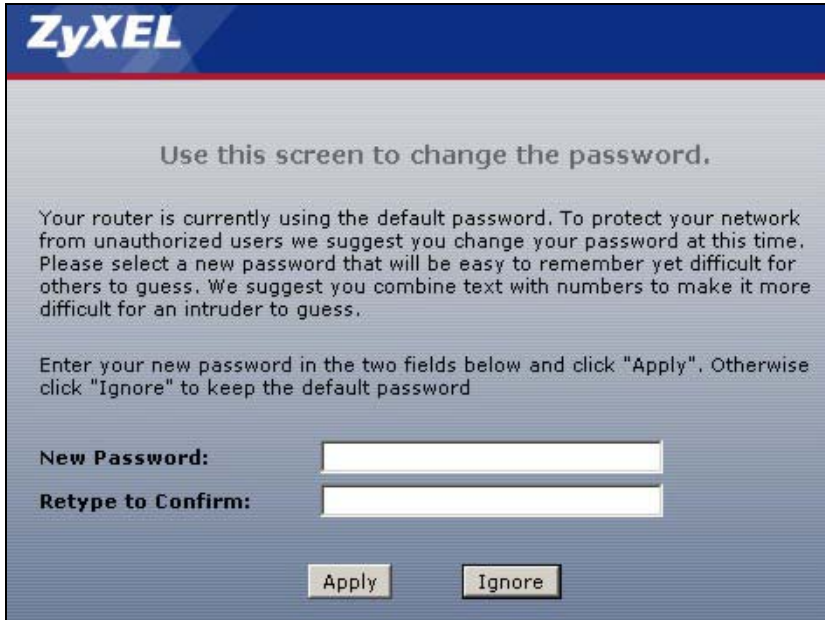 ZyXEL
Use this screen to change the password.
Your router is currently using the default password. To protect your network
from unauthorized users we suggest you change your password at this time.
Please select a new password that will be easy to remember yet difficult for
others to guess. We suggest you combine text with numbers to make it more
difficult for an intruder to guess.
Enter your new password in the two fields below and click "Apply". Otherwise
click "Ignore" to keep the default password
New Password:
Retype to Confirm:
Apply Ignore